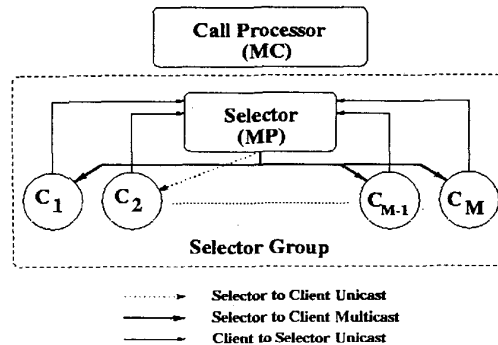 Call Processor
(MC)
Selector
(MP)
C1
C2
CM-1
CM
Selector Group
Selector to Client Unicast
Selector to Client Multicast
Client to Selector Unicast